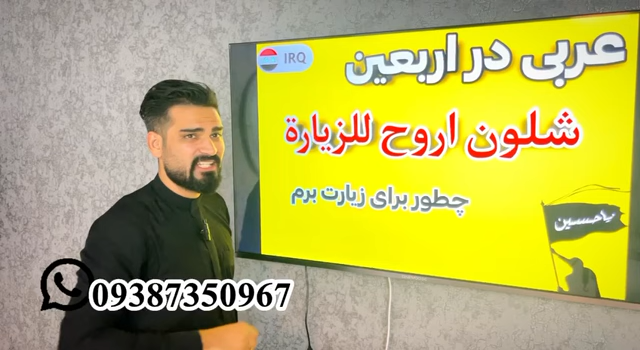 IRQ
عربی در اربعین
شلون اروح للزيارة
چطور برای زیارت برم
یاحسین
09387350967